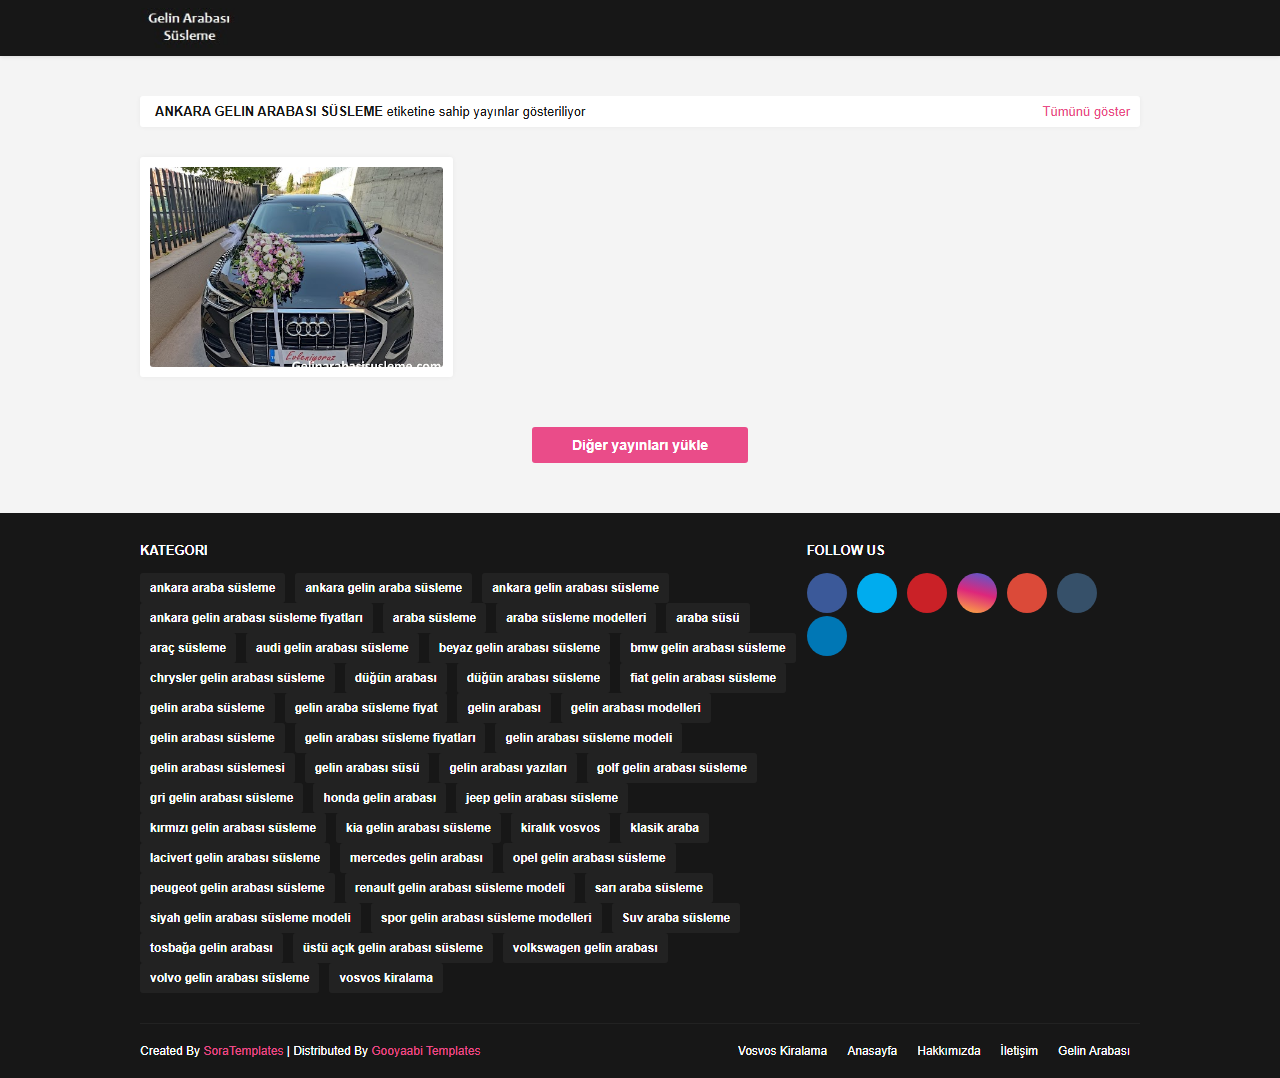 Gelin Arabası
Süsleme
ANKARA GELIN ARABASI SÜSLEME etiketine sahip yayınlar gösteriliyor
Tümünü göster
Evleniyoruz
Gelinarabasisusleme.com
Diğer yayınları yükle
KATEGORI
ankara araba süsleme ankara gelin araba süsleme ankara gelin arabası süsleme
ankara gelin arabası süsleme fiyatları araba süsleme araba süsleme modelleri araba süsü
araç süsleme audi gelin arabası süsleme beyaz gelin arabası süsleme bmw gelin arabası süsleme
chrysler gelin arabası süsleme düğün arabası düğün arabası süsleme fiat gelin arabası süsleme
gelin araba süsleme gelin araba süsleme fiyat gelin arabası gelin arabası modelleri
gelin arabası süsleme gelin arabası süsleme fiyatları gelin arabası süsleme modeli
gelin arabası süslemesi gelin arabası süsü gelin arabası yazıları golf gelin arabası süsleme
gri gelin arabası süsleme honda gelin arabası jeep gelin arabası süsleme
kırmızı gelin arabası süsleme kia gelin arabası süsleme kiralık vosvos klasik araba
lacivert gelin arabası süsleme mercedes gelin arabası opel gelin arabası süsleme
peugeot gelin arabası süsleme renault gelin arabası süsleme modeli sarı araba süsleme
siyah gelin arabası süsleme modeli spor gelin arabası süsleme modelleri Suv araba süsleme
tosbağa gelin arabası üstü açık gelin arabası süsleme volkswagen gelin arabası
volvo gelin arabası süsleme vosvos kiralama
FOLLOW US
Created By SoraTemplates | Distributed By Gooyaabi Templates
Vosvos Kiralama Anasayfa Hakkımızda İletişim Gelin Arabası